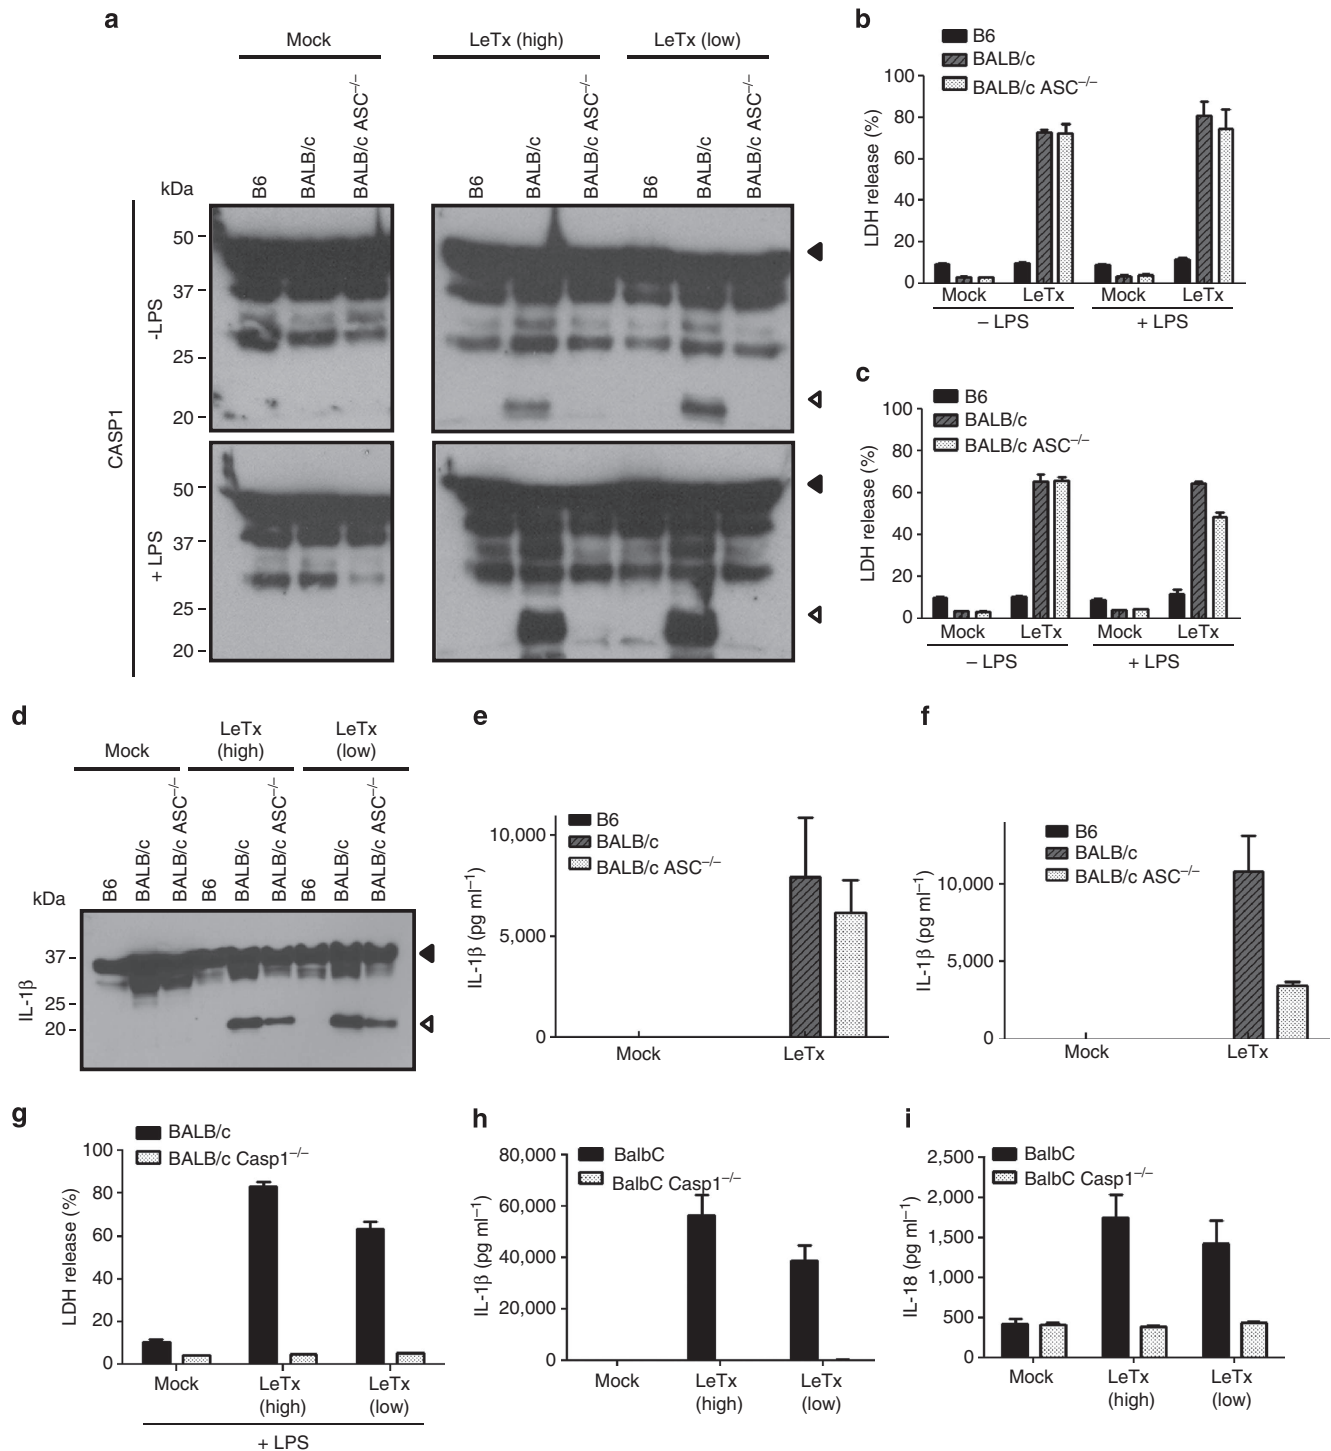 a
Mock
LeTx (high)
LeTx (low)
kDa
B6
BALB/c
BALB/c ASC–/–
B6
BALB/c
BALB/c ASC–/–
B6
BALB/c
BALB/c ASC–/–
CASP1
-LPS
50
37
25
20
+ LPS
50
37
25
20
b
B6
BALB/c
BALB/c ASC–/–
LDH release (%)
100
80
60
40
20
0
Mock
LeTx
Mock
LeTx
– LPS
+ LPS
c
B6
BALB/c
BALB/c ASC–/–
LDH release (%)
100
80
60
40
20
0
Mock
LeTx
Mock
LeTx
– LPS
+ LPS
d
Mock
LeTx
(high)
LeTx
(low)
kDa
B6
BALB/c
BALB/c ASC–/–
B6
BALB/c
BALB/c ASC–/–
B6
BALB/c
BALB/c ASC–/–
IL-1β
37
25
20
e
B6
BALB/c
BALB/c ASC–/–
IL-1β (pg ml–1)
10,000
5,000
0
Mock
LeTx
f
B6
BALB/c
BALB/c ASC–/–
IL-1β (pg ml–1)
10,000
5,000
0
Mock
LeTx
g
BALB/c
BALB/c Casp1–/–
LDH release (%)
100
80
60
40
20
0
Mock
LeTx
(high)
LeTx
(low)
+ LPS
h
BalbC
BalbC Casp1–/–
IL-1β (pg ml–1)
80,000
60,000
40,000
20,000
0
Mock
LeTx
(high)
LeTx
(low)
i
BalbC
BalbC Casp1–/–
IL-18 (pg ml–1)
2,500
2,000
1,500
1,000
500
0
Mock
LeTx
(high)
LeTx
(low)